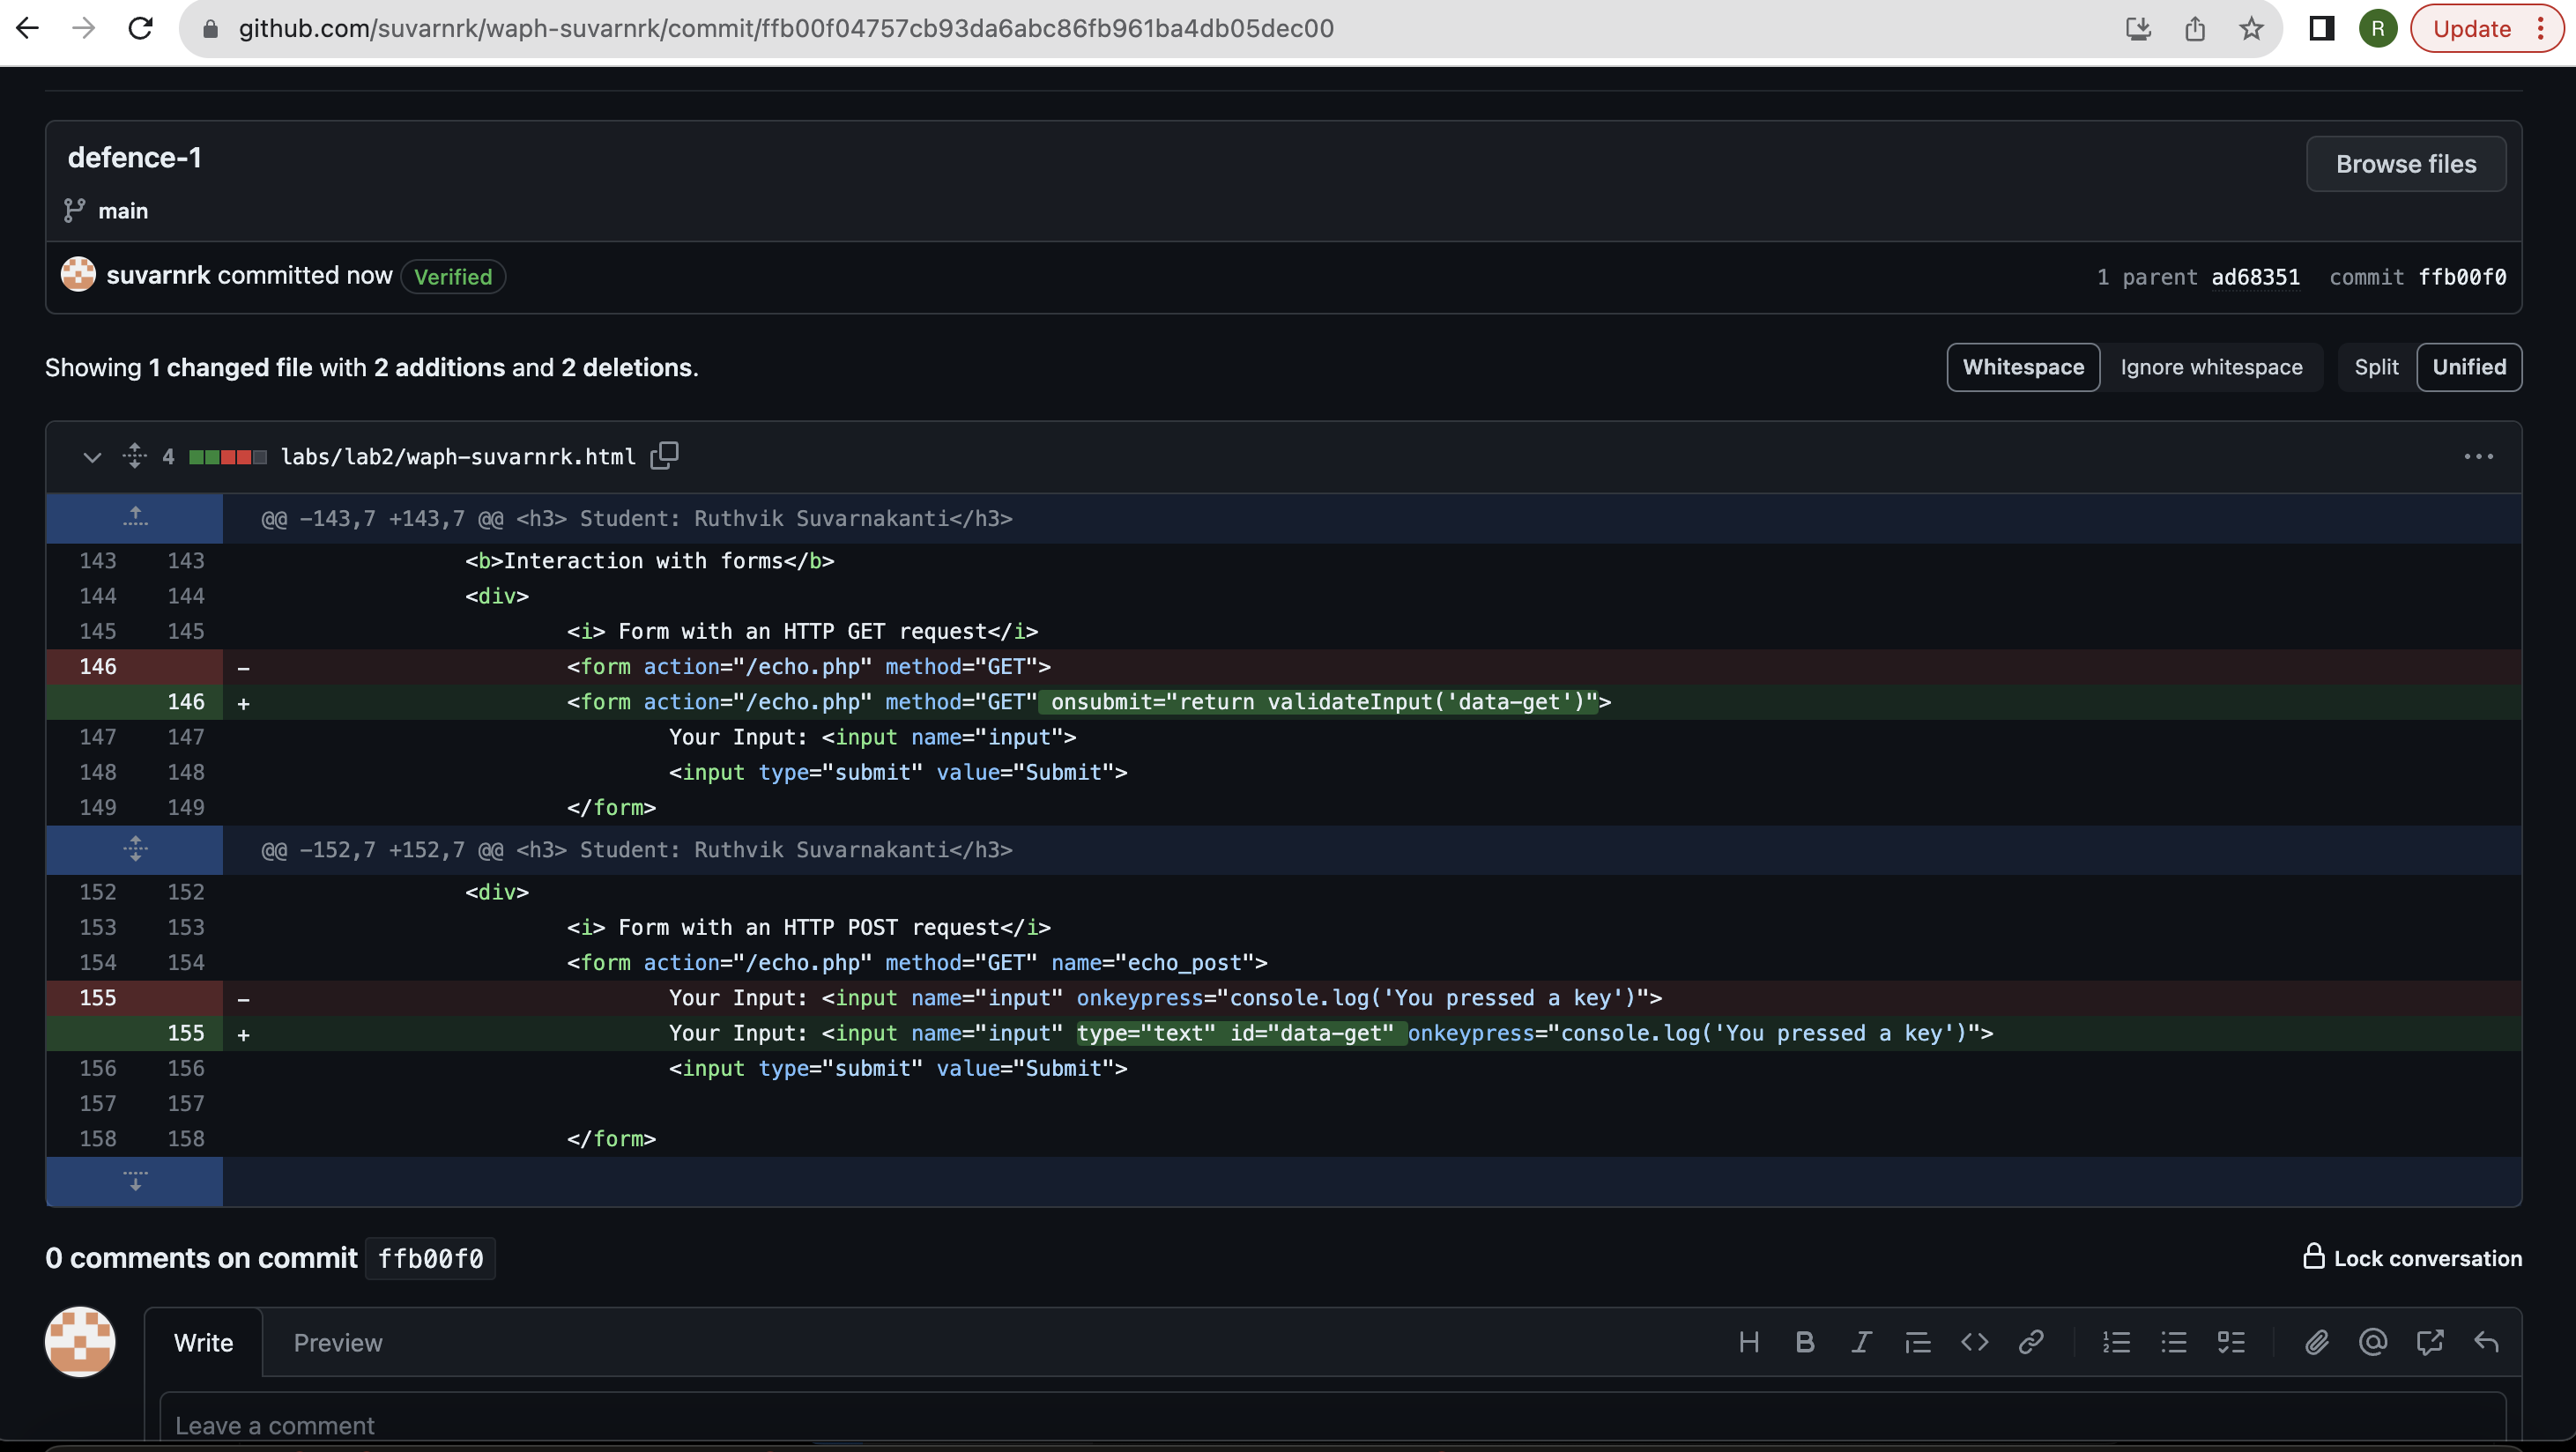 github.com/suvarnrk/waph-suvarnrk/commit/ffb00f04757cb93da6abc86fb961ba4db05dec00
R
Update
defence-1
Browse files
main
suvarnrk committed now Verified
1 parent ad68351 commit ffb00f0
Showing 1 changed file with 2 additions and 2 deletions.
Whitespace Ignore whitespace Split Unified
4 labs/lab2/waph-suvarnrk.html
@@ -143,7 +143,7 @@ <h3> Student: Ruthvik Suvarnakanti</h3>
143 143 <b>Interaction with forms</b>
144 144 <div>
145 145 <i> Form with an HTTP GET request</i>
146 - <form action="/echo.php" method="GET">
146 + <form action="/echo.php" method="GET" onsubmit="return validateInput('data-get')">
147 147 Your Input: <input name="input">
148 148 <input type="submit" value="Submit">
149 149 </form>
@@ -152,7 +152,7 @@ <h3> Student: Ruthvik Suvarnakanti</h3>
152 152 <div>
153 153 <i> Form with an HTTP POST request</i>
154 154 <form action="/echo.php" method="GET" name="echo_post">
155 - Your Input: <input name="input" onkeypress="console.log('You pressed a key')">
155 + Your Input: <input name="input" type="text" id="data-get" onkeypress="console.log('You pressed a key')">
156 156 <input type="submit" value="Submit">
157 157
158 158 </form>
0 comments on commit ffb00f0
Lock conversation
Write Preview
Leave a comment